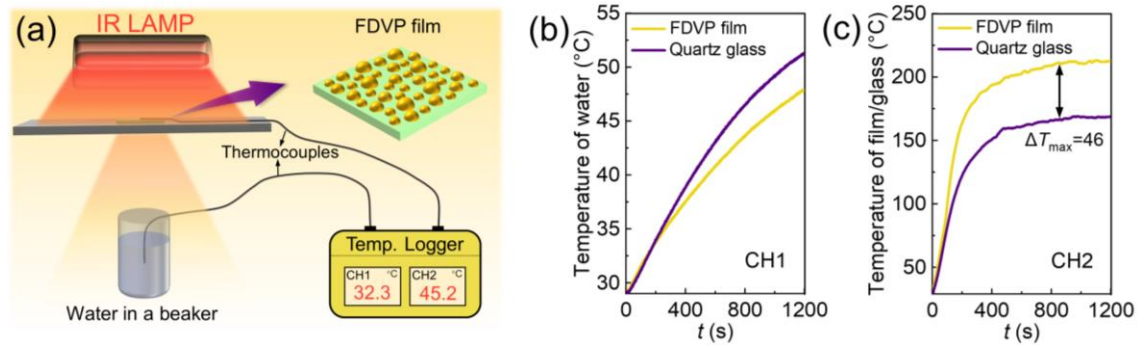 (a)
IR LAMP
FDVP film
Thermocouples
Temp. Logger
CH1 °C
32.3
CH2 °C
45.2
Water in a beaker
(b)
Temperature of water (°C)
55
50
45
40
35
30
FDVP film
Quartz glass
CH1
0 400 800 1200
t (s)
(c)
Temperature of film/glass (°C)
250
200
150
100
50
FDVP film
Quartz glass
ΔTmax=46
CH2
0 400 800 1200
t (s)